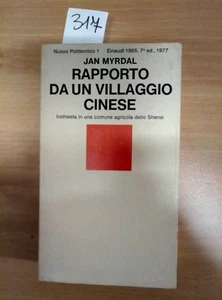 317
Nuovo Politecnico 1 Einaudi 1965, 7ª ed., 1977
JAN MYRDAL
RAPPORTO
DA UN VILLAGGIO
CINESE
Inchiesta in una comune agricola dello Shensi